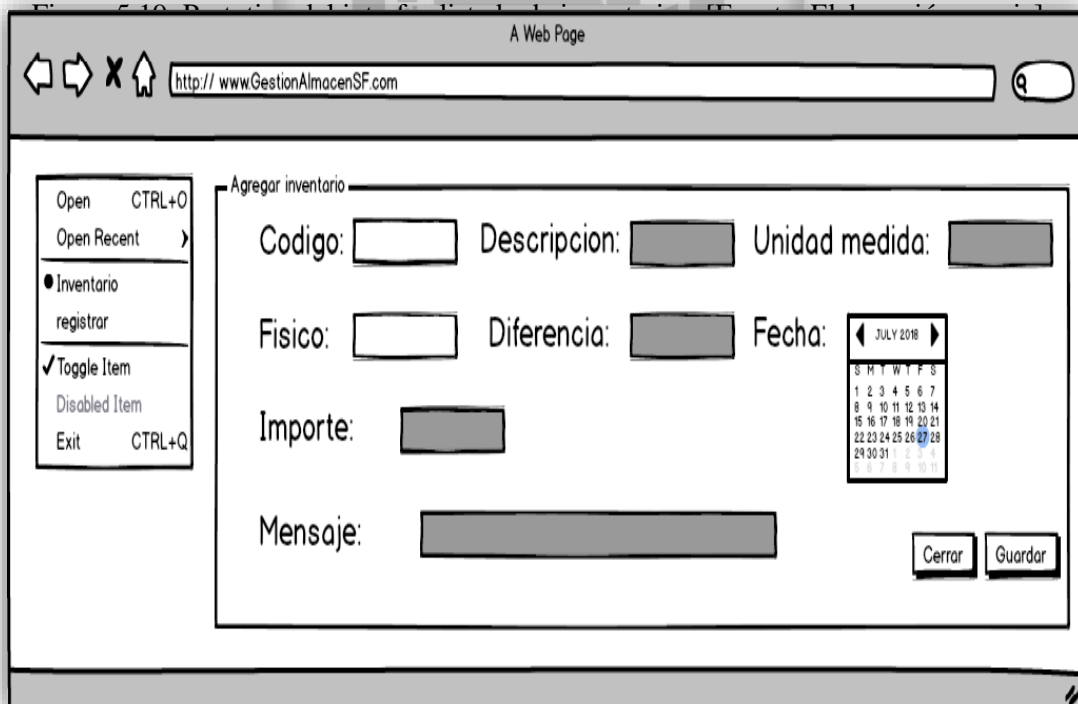 A Web Page
http:// www.GestionAlmacenSF.com
Open CTRL+O
Open Recent
Inventario
registrar
Toggle Item
Disabled Item
Exit CTRL+Q
Agregar inventario
Codigo: Descripcion: Unidad medida:
Fisico: Diferencia: Fecha:
JULY 2018
S M T W T F S
1 2 3 4 5 6 7
8 9 10 11 12 13 14
15 16 17 18 19 20 21
22 23 24 25 26 27 28
29 30 31 1 2 3 4
5 6 7 8 9 10 11
Importe:
Mensaje:
Cerrar Guardar